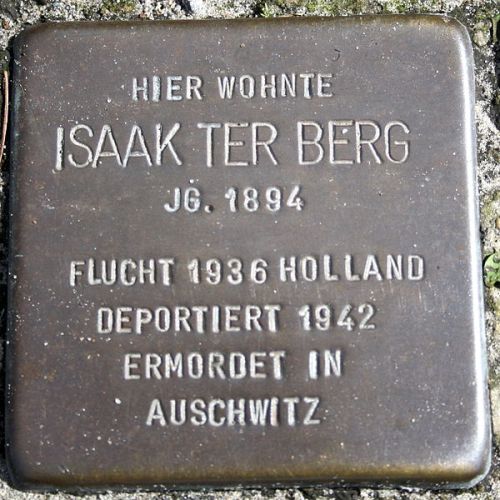 HIER WOHNTE
ISAAK TER BERG
JG. 1894
FLUCHT 1936 HOLLAND
DEPORTIERT 1942
ERMORDET IN
AUSCHWITZ